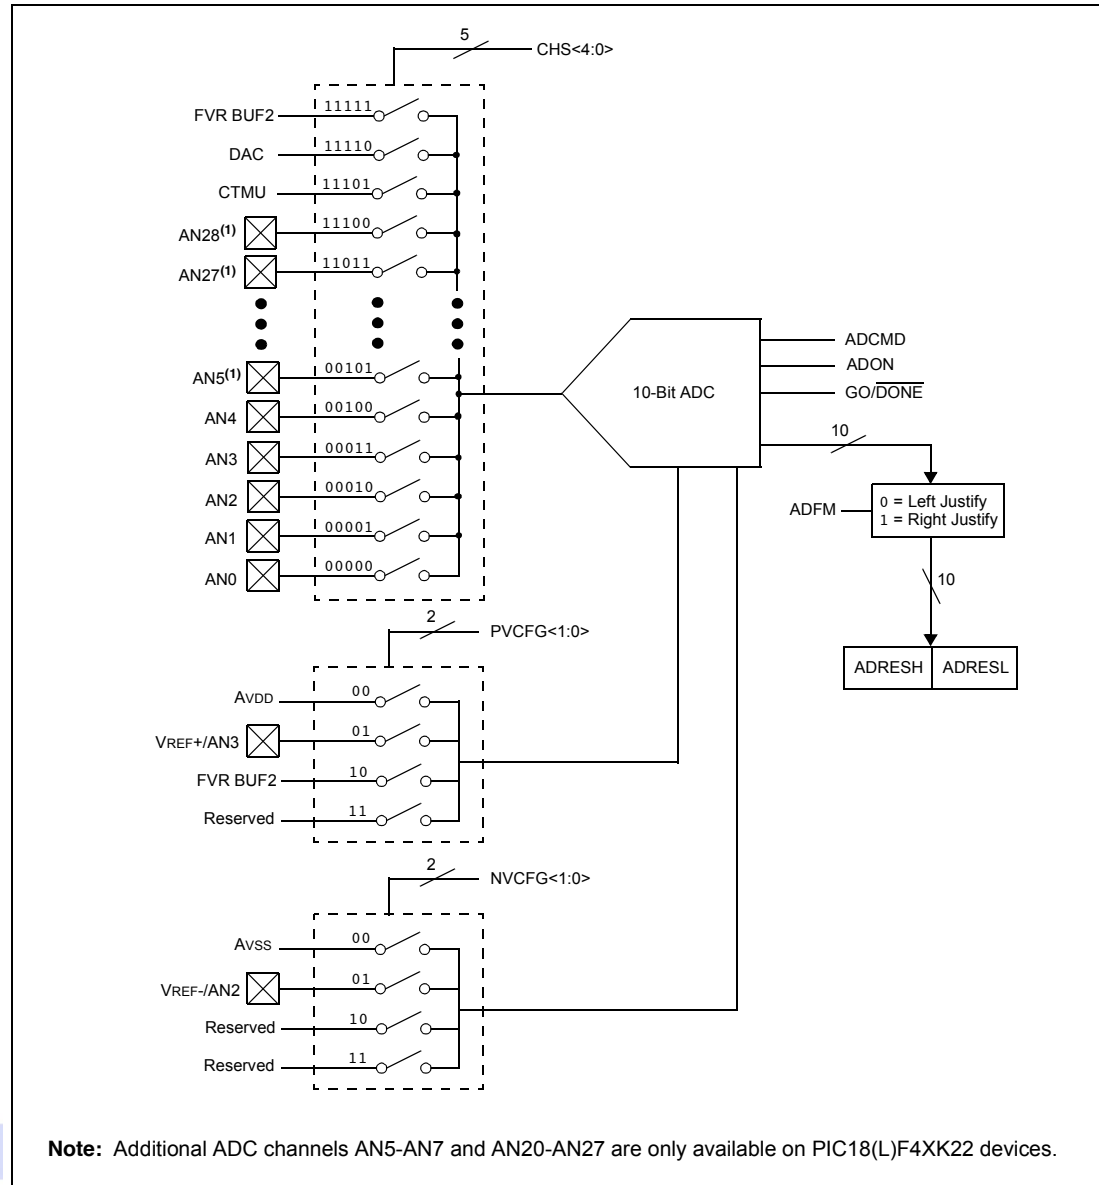 5
CHS<4:0>
FVR BUF2 11111
DAC 11110
CTMU 11101
AN28(1) 11100
AN27(1) 11011
AN5(1) 00101
AN4 00100
AN3 00011
AN2 00010
AN1 00001
AN0 00000
10-Bit ADC
ADCMD
ADON
GO/DONE
10
ADFM
0 = Left Justify
1 = Right Justify
10
ADRESH ADRESL
2
PVCFG<1:0>
AVDD 00
VREF+/AN3 01
FVR BUF2 10
Reserved 11
2
NVCFG<1:0>
AVSS 00
VREF-/AN2 01
Reserved 10
Reserved 11
Note: Additional ADC channels AN5-AN7 and AN20-AN27 are only available on PIC18(L)F4XK22 devices.